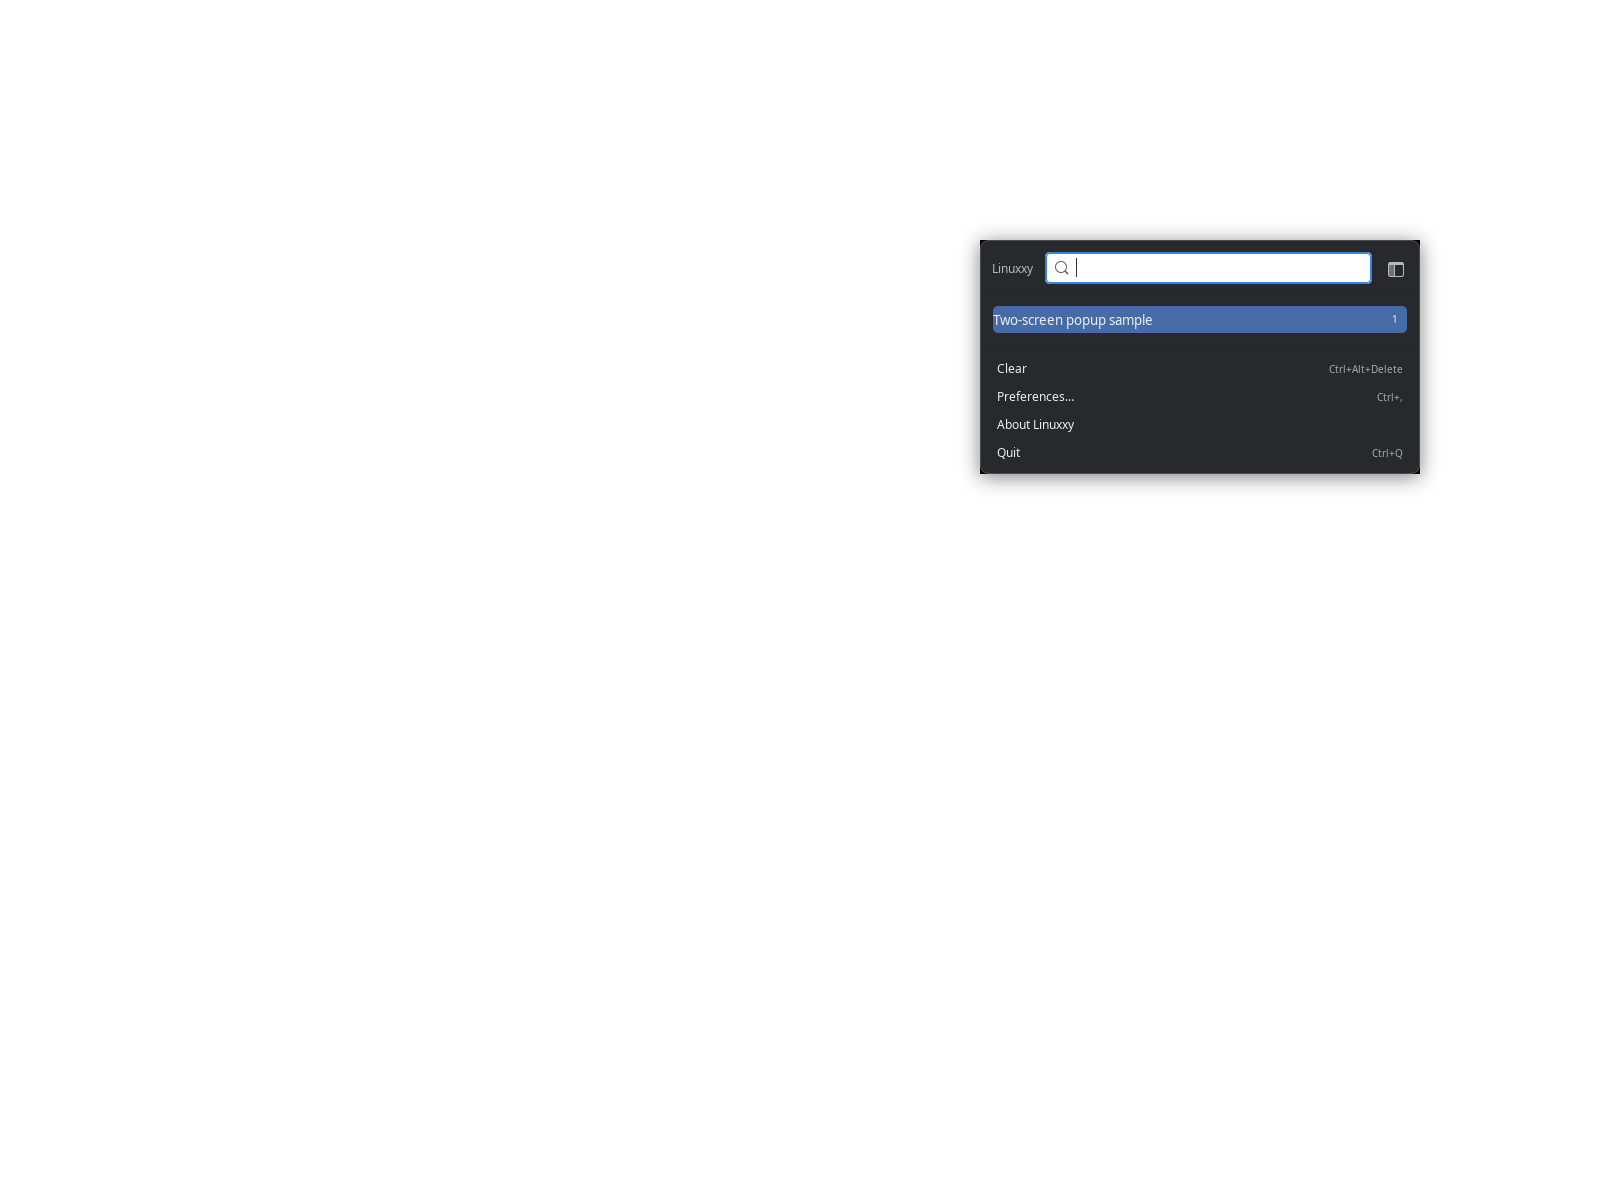 Linuxxy
Two-screen popup sample 1
Clear Ctrl+Alt+Delete
Preferences... Ctrl+,
About Linuxxy
Quit Ctrl+Q